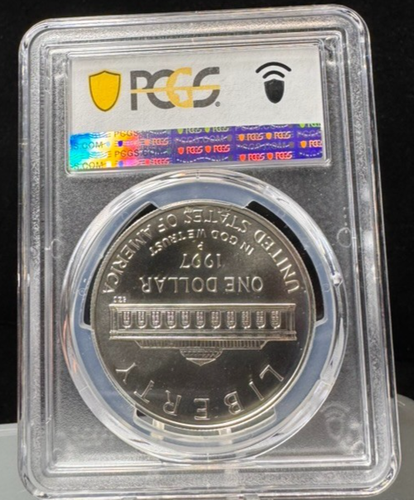 PCGS
LIBERTY
ONE DOLLAR
1997
P
IN GOD WE TRUST
UNITED STATES OF AMERICA